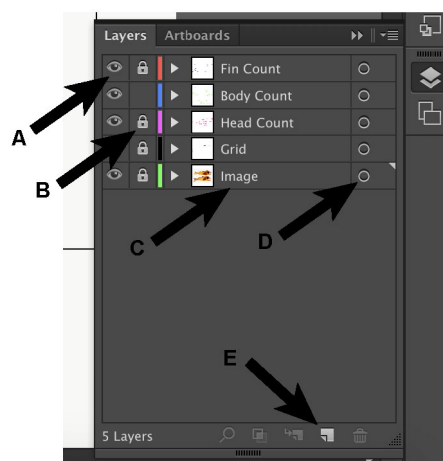 Layers Artboards
Fin Count
A
Body Count
Head Count
B
Grid
Image
C
D
E
5 Layers